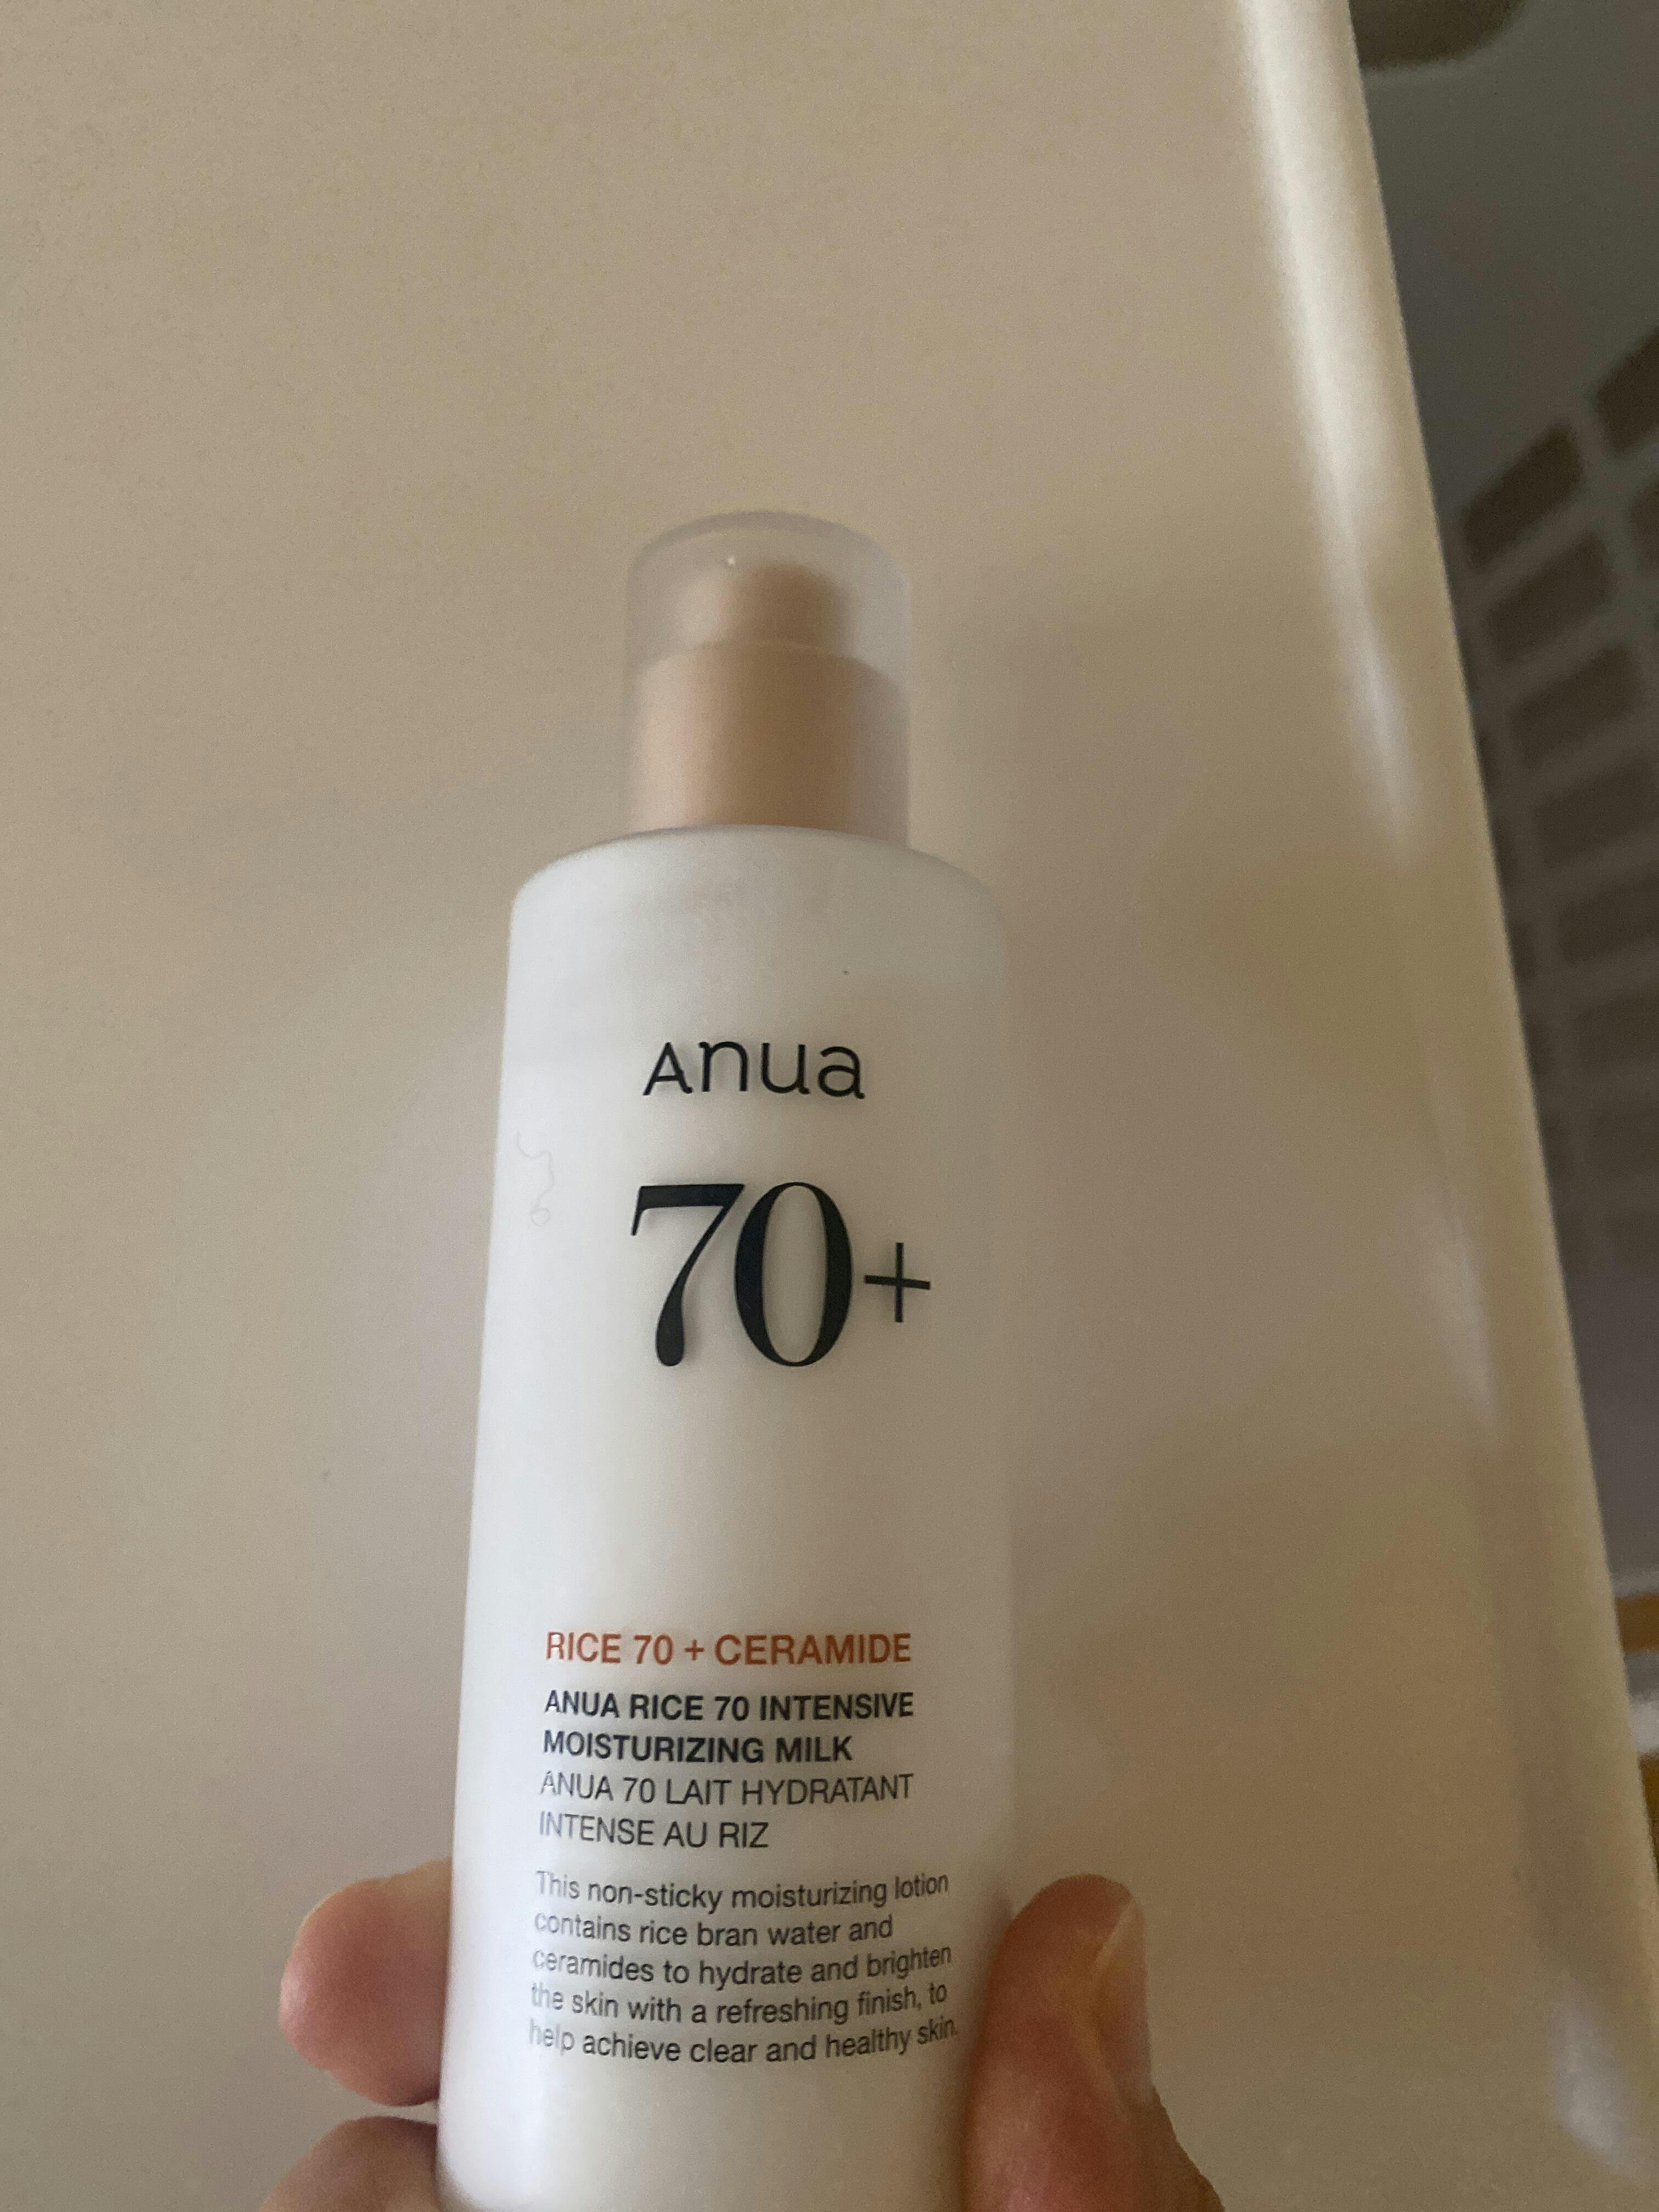 Anua
70+
RICE 70 + CERAMIDE
ANUA RICE 70 INTENSIVE
MOISTURIZING MILK
ANUA 70 LAIT HYDRATANT
INTENSE AU RIZ
This non-sticky moisturizing lotion
contains rice bran water and
ceramides to hydrate and brighten
the skin with a refreshing finish, to
help achieve clear and healthy skin.